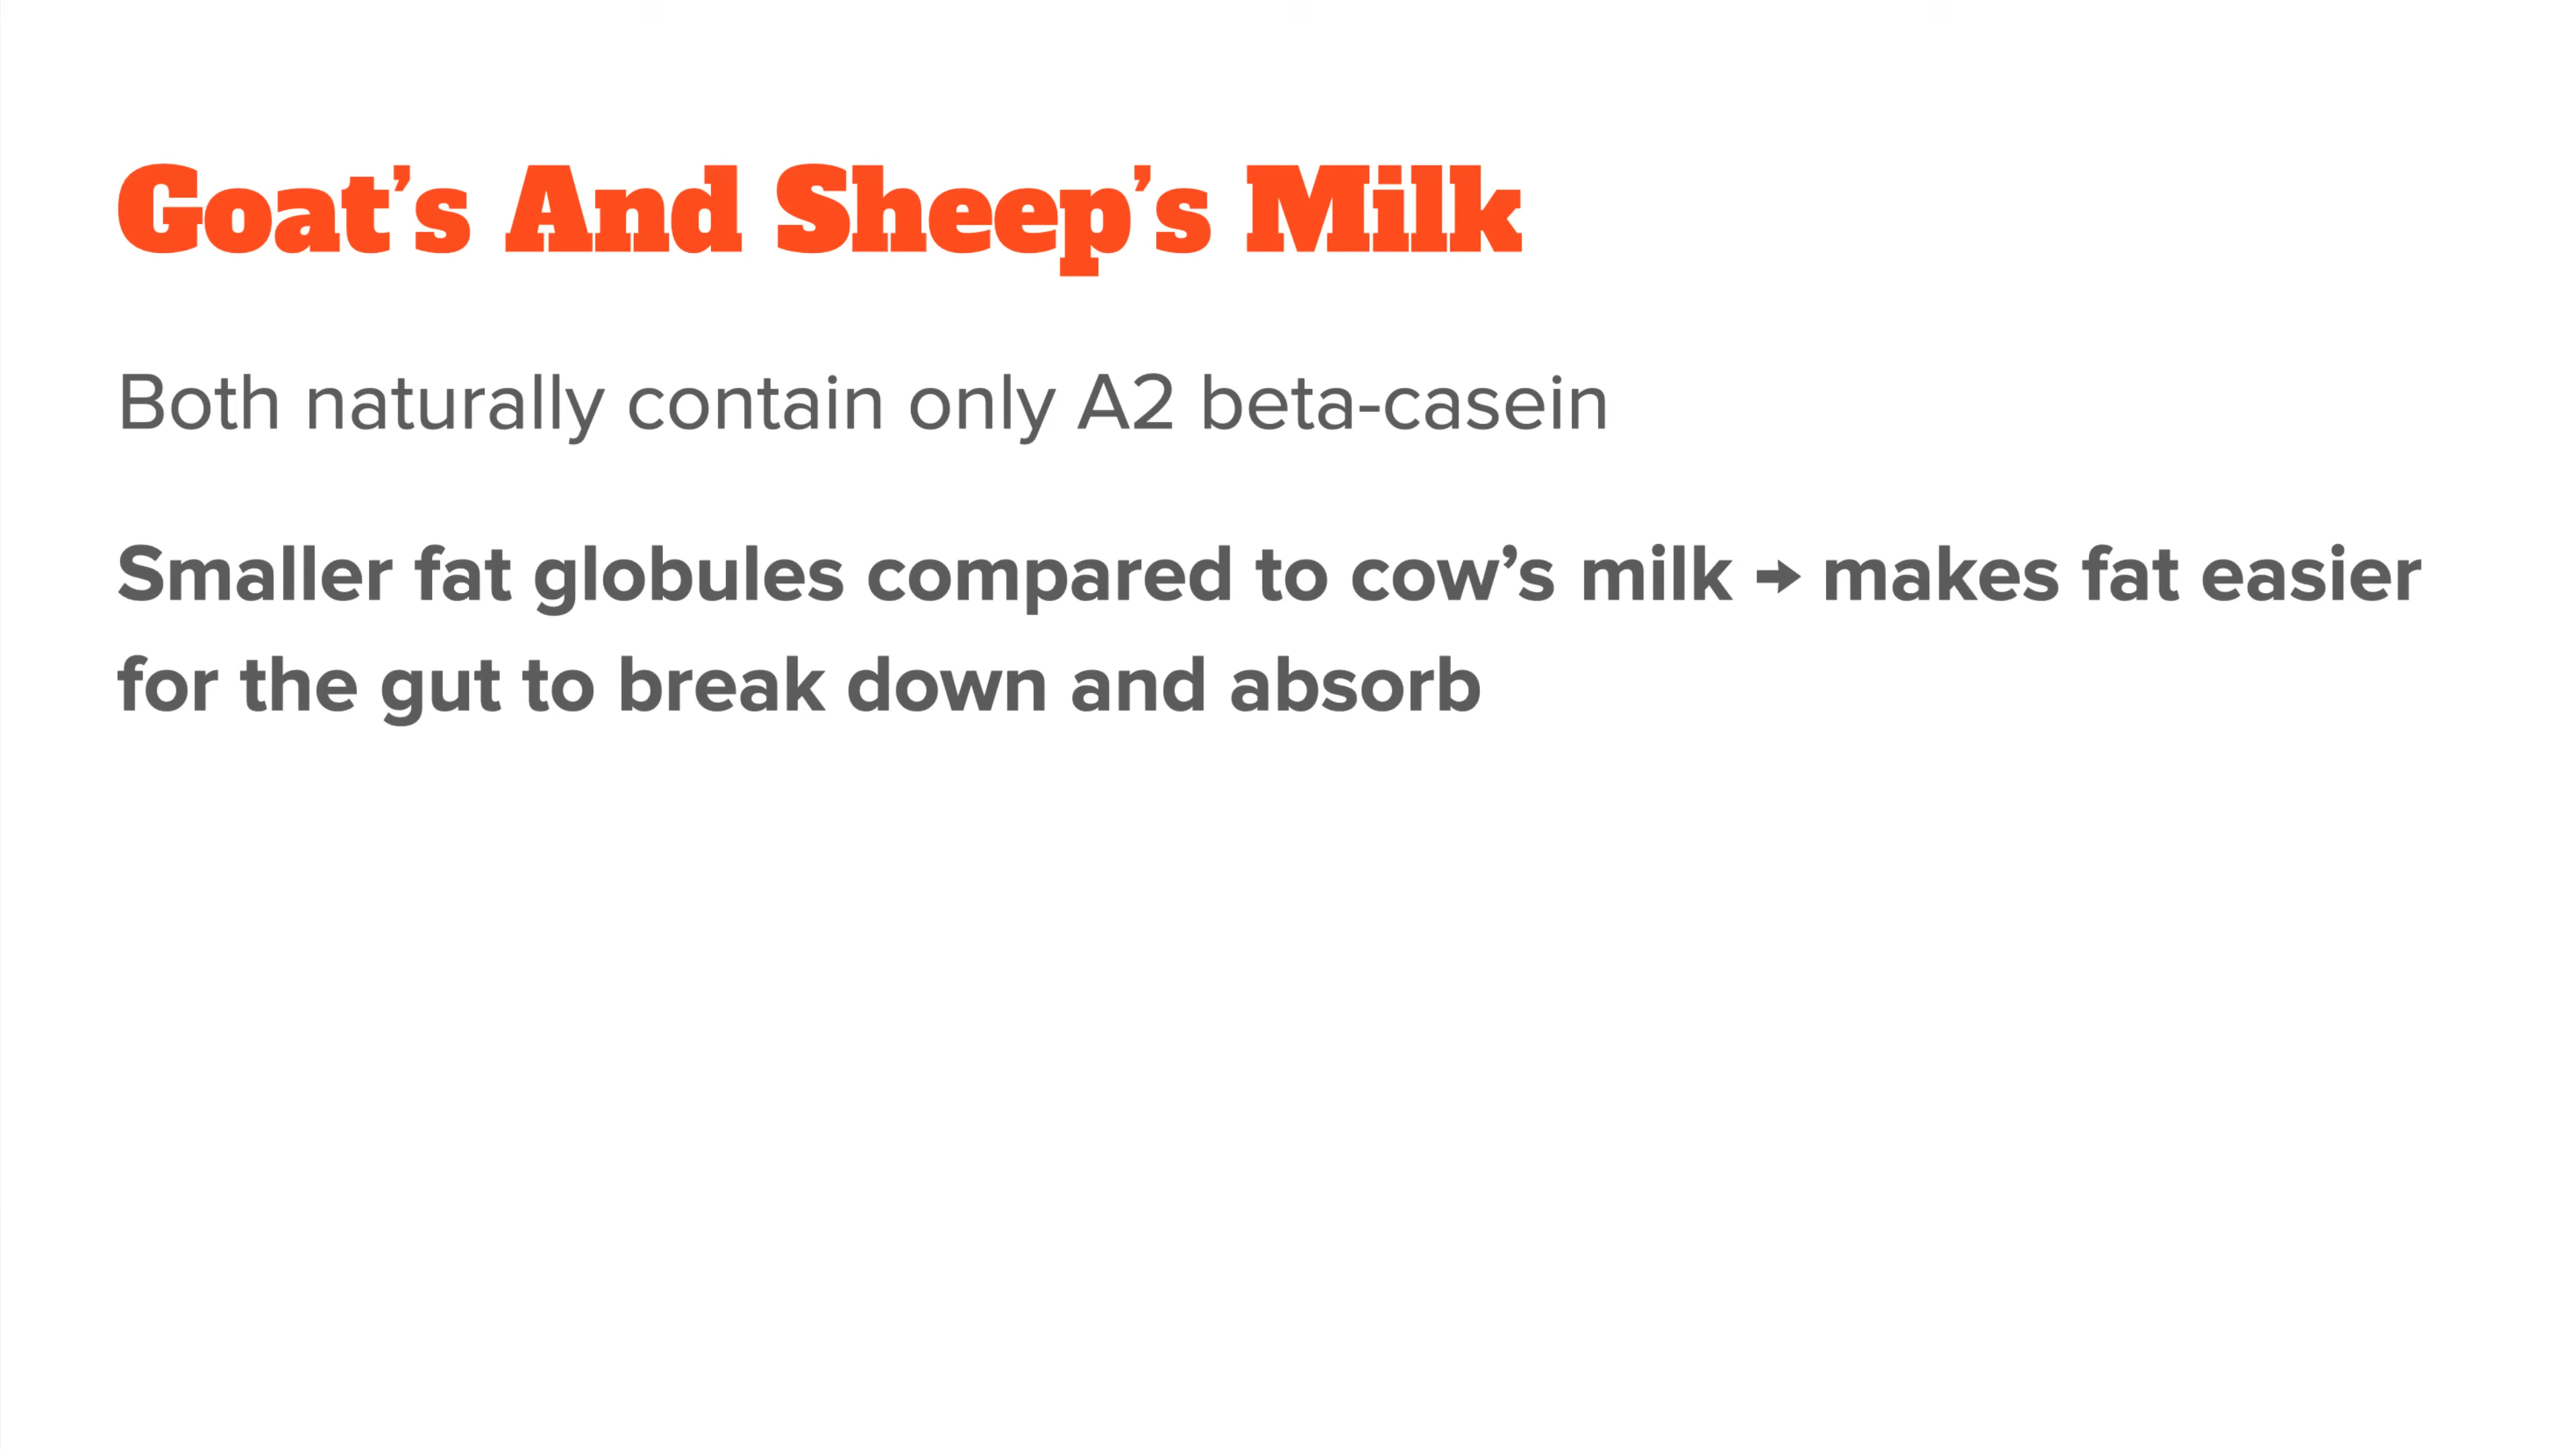 Goat’s And Sheep’s Milk
Both naturally contain only A2 beta-casein
Smaller fat globules compared to cow’s milk → makes fat easier
for the gut to break down and absorb